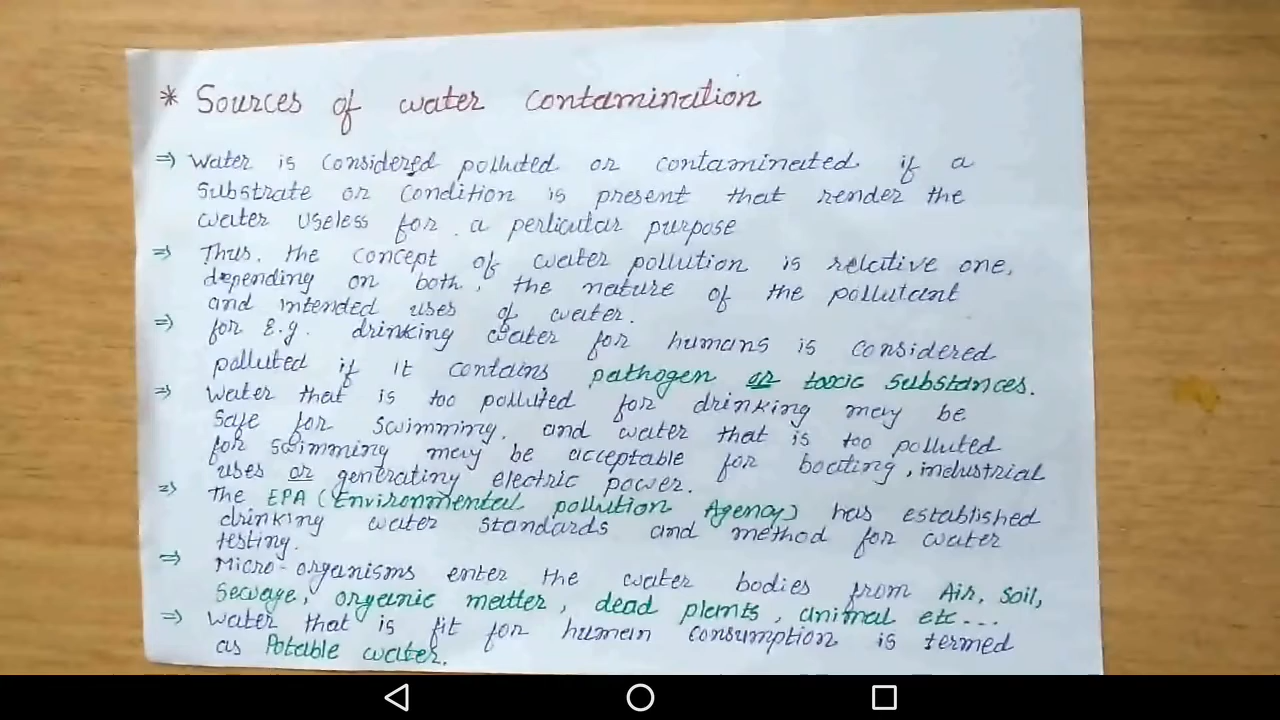 * Sources of water contamination
⇒ Water is considered polluted or contaminated if a
substrate or condition is present that render the
water useless for a perticular purpose
⇒ Thus, the concept of water pollution is relative one,
depending on both, the nature of the pollutant
and intended uses of water.
⇒ for E.g. drinking water for humans is considered
polluted if it contains pathogen or toxic substances.
⇒ Water that is too polluted for drinking may be
safe for swimming, and water that is too polluted
for swimming may be acceptable for boating, industrial
uses or generating electric power.
⇒ the EPA (Environmental pollution Agency) has established
drinking water standards and method for water
testing.
⇒ Micro-organisms enter the water bodies from Air, soil,
sewage, organic matter, dead plants, animal etc...
⇒ Water that is fit for human consumption is termed
as Potable water.